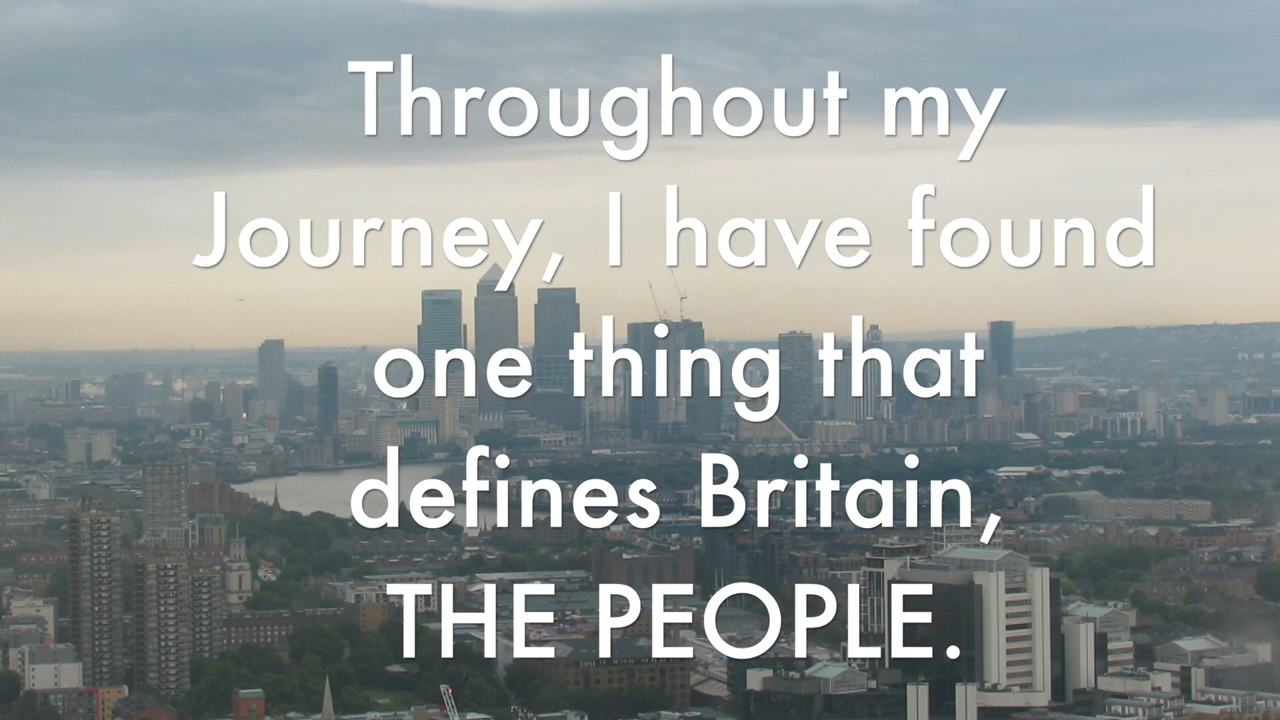 Throughout my
Journey, I have found
one thing that
defines Britain,
THE PEOPLE.